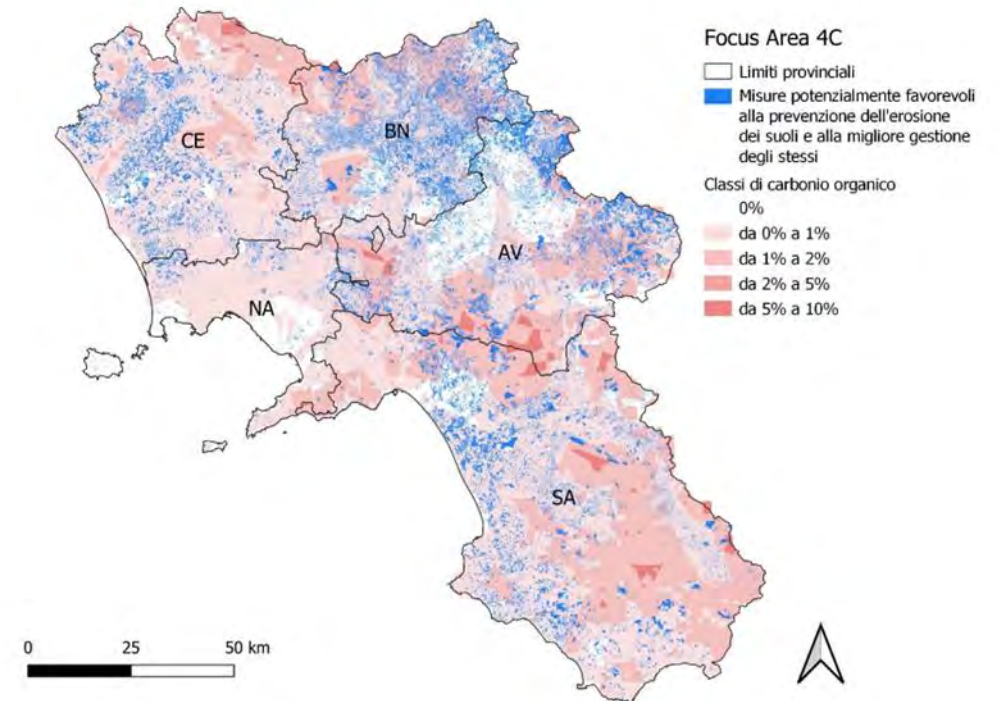 Focus Area 4C
Limiti provinciali
Misure potenzialmente favorevoli
alla prevenzione dell'erosione
dei suoli e alla migliore gestione
degli stessi
Classi di carbonio organico
0%
da 0% a 1%
da 1% a 2%
da 2% a 5%
da 5% a 10%
CE
BN
AV
NA
SA
0 25 50 km